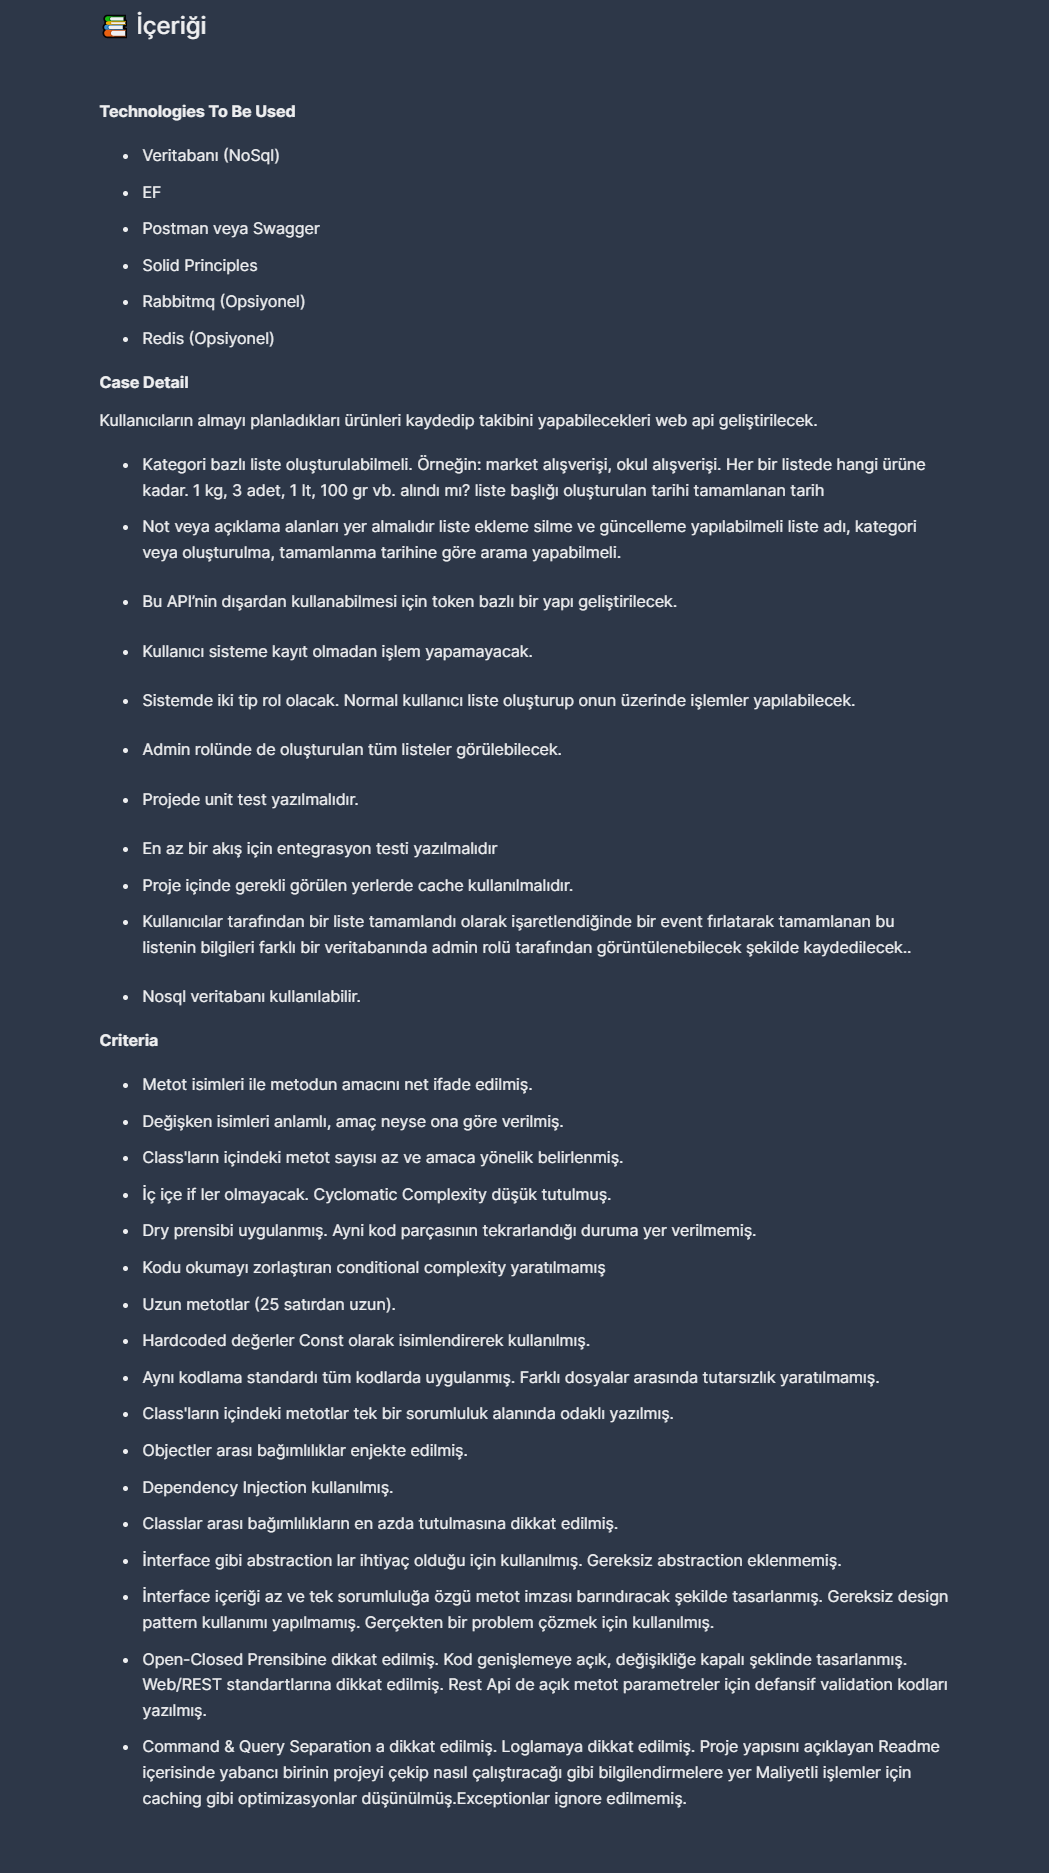 İçeriği
Technologies To Be Used
Veritabanı (NoSql)
EF
Postman veya Swagger
Solid Principles
Rabbitmq (Opsiyonel)
Redis (Opsiyonel)
Case Detail
Kullanıcıların almayı planladıkları ürünleri kaydedip takibini yapabilecekleri web api geliştirilecek.
Kategori bazlı liste oluşturulabilmeli. Örneğin: market alışverişi, okul alışverişi. Her bir listede hangi ürüne
kadar. 1 kg, 3 adet, 1 lt, 100 gr vb. alındı mı? liste başlığı oluşturulan tarihi tamamlanan tarih
Not veya açıklama alanları yer almalıdır liste ekleme silme ve güncelleme yapılabilmeli liste adı, kategori
veya oluşturulma, tamamlanma tarihine göre arama yapabilmeli.
Bu API’nin dışardan kullanabilmesi için token bazlı bir yapı geliştirilecek.
Kullanıcı sisteme kayıt olmadan işlem yapamayacak.
Sistemde iki tip rol olacak. Normal kullanıcı liste oluşturup onun üzerinde işlemler yapılabilecek.
Admin rolünde de oluşturulan tüm listeler görülebilecek.
Projede unit test yazılmalıdır.
En az bir akış için entegrasyon testi yazılmalıdır
Proje içinde gerekli görülen yerlerde cache kullanılmalıdır.
Kullanıcılar tarafından bir liste tamamlandı olarak işaretlendiğinde bir event fırlatarak tamamlanan bu
listenin bilgileri farklı bir veritabanında admin rolü tarafından görüntülenebilecek şekilde kaydedilecek..
Nosql veritabanı kullanılabilir.
Criteria
Metot isimleri ile metodun amacını net ifade edilmiş.
Değişken isimleri anlamlı, amaç neyse ona göre verilmiş.
Class'ların içindeki metot sayısı az ve amaca yönelik belirlenmiş.
İç içe if ler olmayacak. Cyclomatic Complexity düşük tutulmuş.
Dry prensibi uygulanmış. Ayni kod parçasının tekrarlandığı duruma yer verilmemiş.
Kodu okumayı zorlaştıran conditional complexity yaratılmamış
Uzun metotlar (25 satırdan uzun).
Hardcoded değerler Const olarak isimlendirerek kullanılmış.
Aynı kodlama standardı tüm kodlarda uygulanmış. Farklı dosyalar arasında tutarsızlık yaratılmamış.
Class'ların içindeki metotlar tek bir sorumluluk alanında odaklı yazılmış.
Objectler arası bağımlılıklar enjekte edilmiş.
Dependency Injection kullanılmış.
Classlar arası bağımlılıkların en azda tutulmasına dikkat edilmiş.
İnterface gibi abstraction lar ihtiyaç olduğu için kullanılmış. Gereksiz abstraction eklenmemiş.
İnterface içeriği az ve tek sorumluluğa özgü metot imzası barındıracak şekilde tasarlanmış. Gereksiz design
pattern kullanımı yapılmamış. Gerçekten bir problem çözmek için kullanılmış.
Open-Closed Prensibine dikkat edilmiş. Kod genişlemeye açık, değişikliğe kapalı şeklinde tasarlanmış.
Web/REST standartlarına dikkat edilmiş. Rest Api de açık metot parametreler için defansif validation kodları
yazılmış.
Command & Query Separation a dikkat edilmiş. Loglamaya dikkat edilmiş. Proje yapısını açıklayan Readme
içerisinde yabancı birinin projeyi çekip nasıl çalıştıracağı gibi bilgilendirmelere yer Maliyetli işlemler için
caching gibi optimizasyonlar düşünülmüş.Exceptionlar ignore edilmemiş.